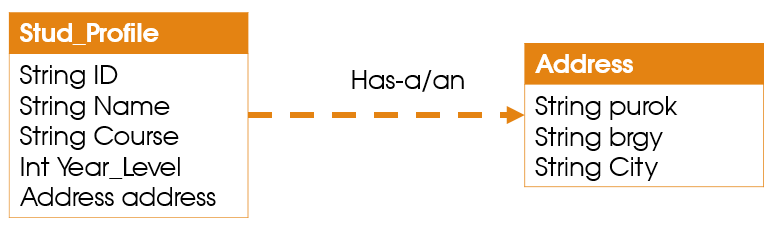 Stud_Profile
String ID
String Name
String Course
Int Year_Level
Address address
Has-a/an
Address
String purok
String brgy
String City